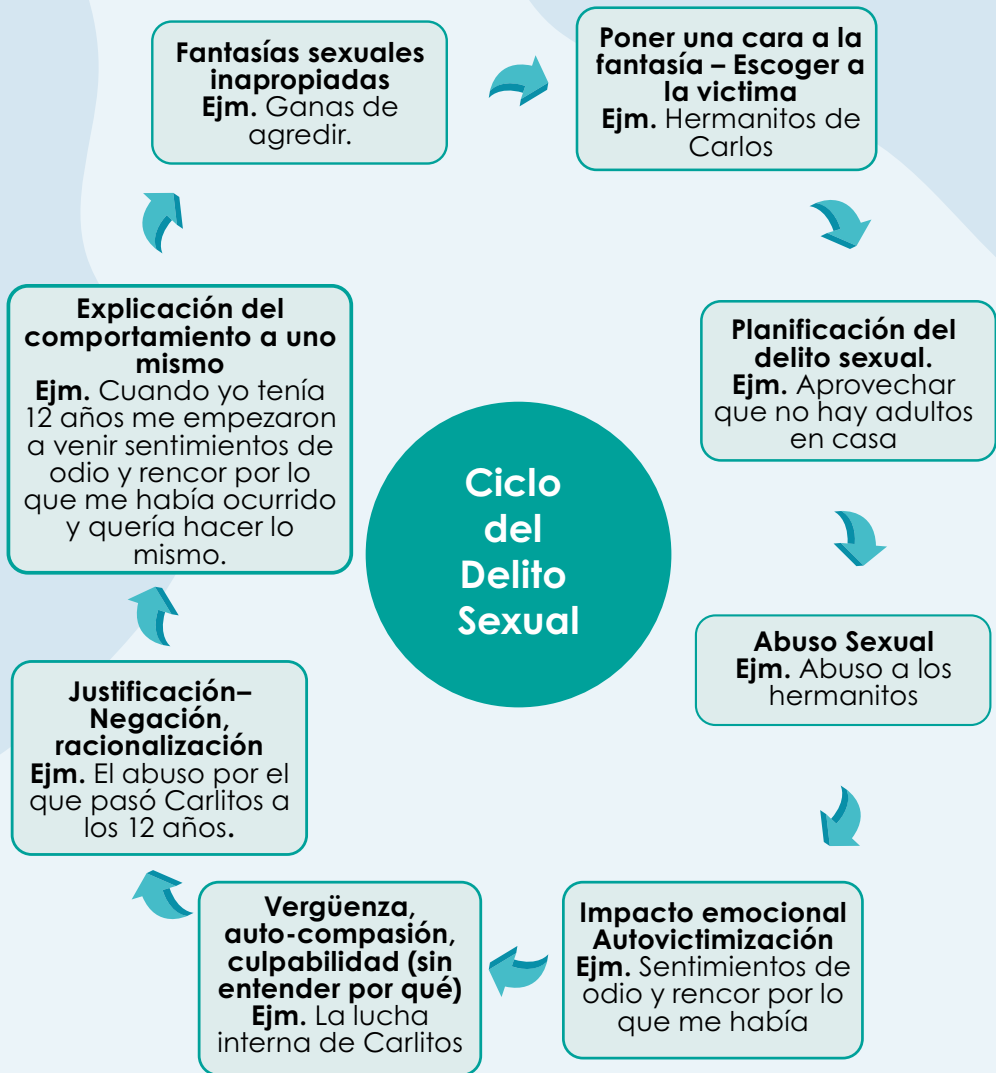 Fantasías sexuales
inapropiadas
Ejm. Ganas de
agredir.
Poner una cara a la
fantasía – Escoger a
la victima
Ejm. Hermanitos de
Carlos
Planificación del
delito sexual.
Ejm. Aprovechar
que no hay adultos
en casa
Abuso Sexual
Ejm. Abuso a los
hermanitos
Impacto emocional
Autovictimización
Ejm. Sentimientos de
odio y rencor por lo
que me había
Vergüenza,
auto-compasión,
culpabilidad (sin
entender por qué)
Ejm. La lucha
interna de Carlitos
Justificación–
Negación,
racionalización
Ejm. El abuso por el
que pasó Carlitos a
los 12 años.
Explicación del
comportamiento a uno
mismo
Ejm. Cuando yo tenía
12 años me empezaron
a venir sentimientos de
odio y rencor por lo
que me había ocurrido
y quería hacer lo
mismo.
Ciclo
del
Delito
Sexual